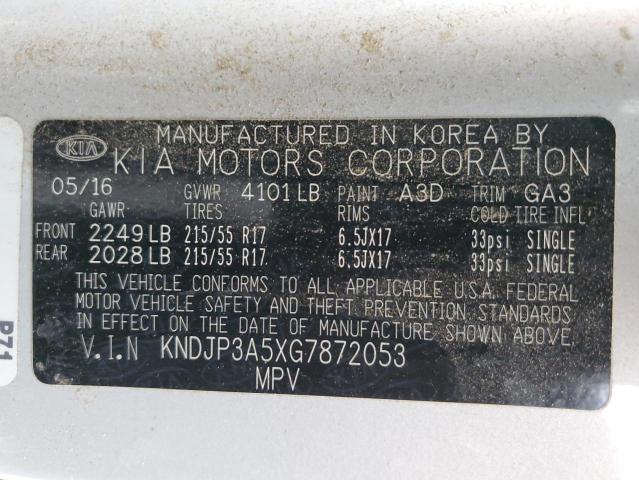 MANUFACTURED IN KOREA BY
KIA KIA MOTORS CORPORATION
05/16 GVWR 4101 LB PAINT A3D TRIM GA3
GAWR TIRES RIMS COLD TIRE INFL
FRONT 2249 LB 215/55 R17 6.5JX17 33psi SINGLE
REAR 2028 LB 215/55 R17 6.5JX17 33psi SINGLE
THIS VEHICLE CONFORMS TO ALL APPLICABLE U.S.A. FEDERAL
MOTOR VEHICLE SAFETY AND THEFT PREVENTION STANDARDS
IN EFFECT ON THE DATE OF MANUFACTURE SHOWN ABOVE.
V.I.N KNDJP3A5XG7872053
MPV